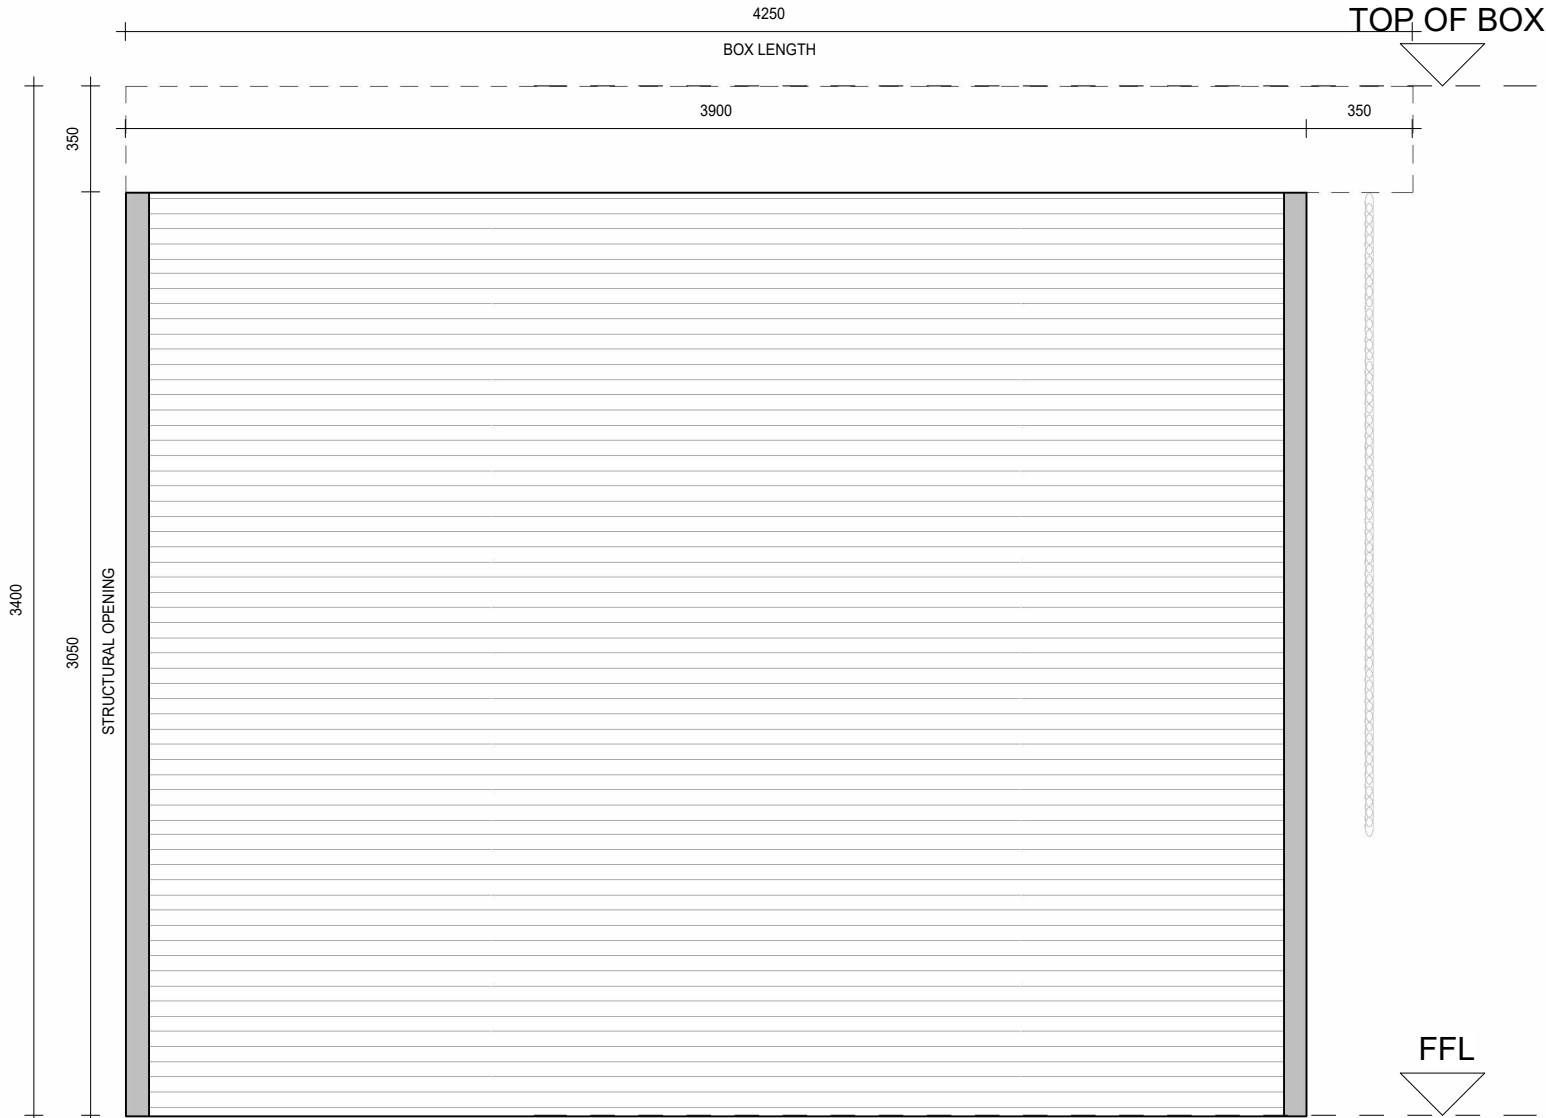 4250
TOP OF BOX
BOX LENGTH
3900
350
350
3400
3050
STRUCTURAL OPENING
FFL